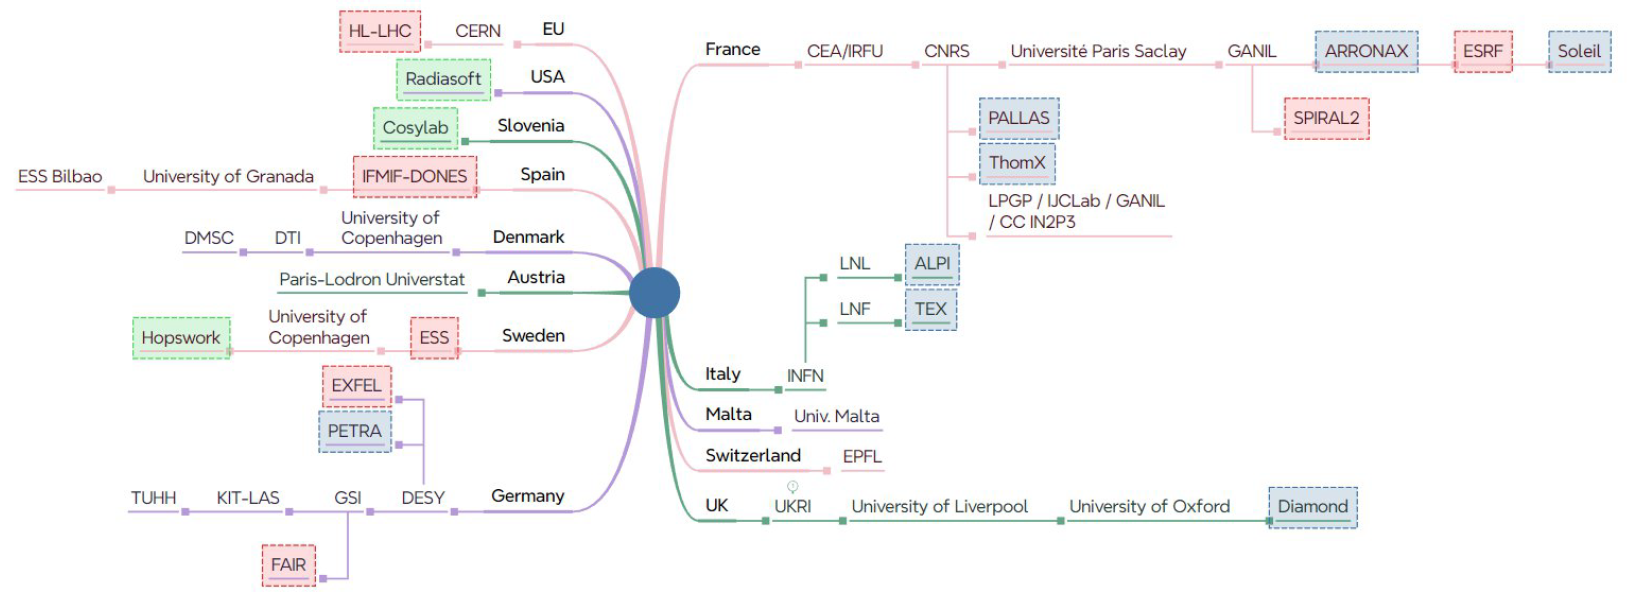 HL-LHC CERN EU
Radiasoft USA
Cosylab Slovenia
ESS Bilbao University of Granada IFMIF-DONES Spain
DMSC DTI University of
Copenhagen Denmark
Paris-Lodron Universtat Austria
Hopswork University of
Copenhagen ESS Sweden
EXFEL
PETRA
TUHH KIT-LAS GSI DESY Germany
FAIR
France CEA/IRFU CNRS Université Paris Saclay GANIL ARRONAX ESRF Soleil
PALLAS SPIRAL2
ThomX
LPGP / IJCLab / GANIL
/ CC IN2P3
LNL ALPI
LNF TEX
Italy INFN
Malta Univ. Malta
Switzerland EPFL
UK UKRI University of Liverpool University of Oxford Diamond